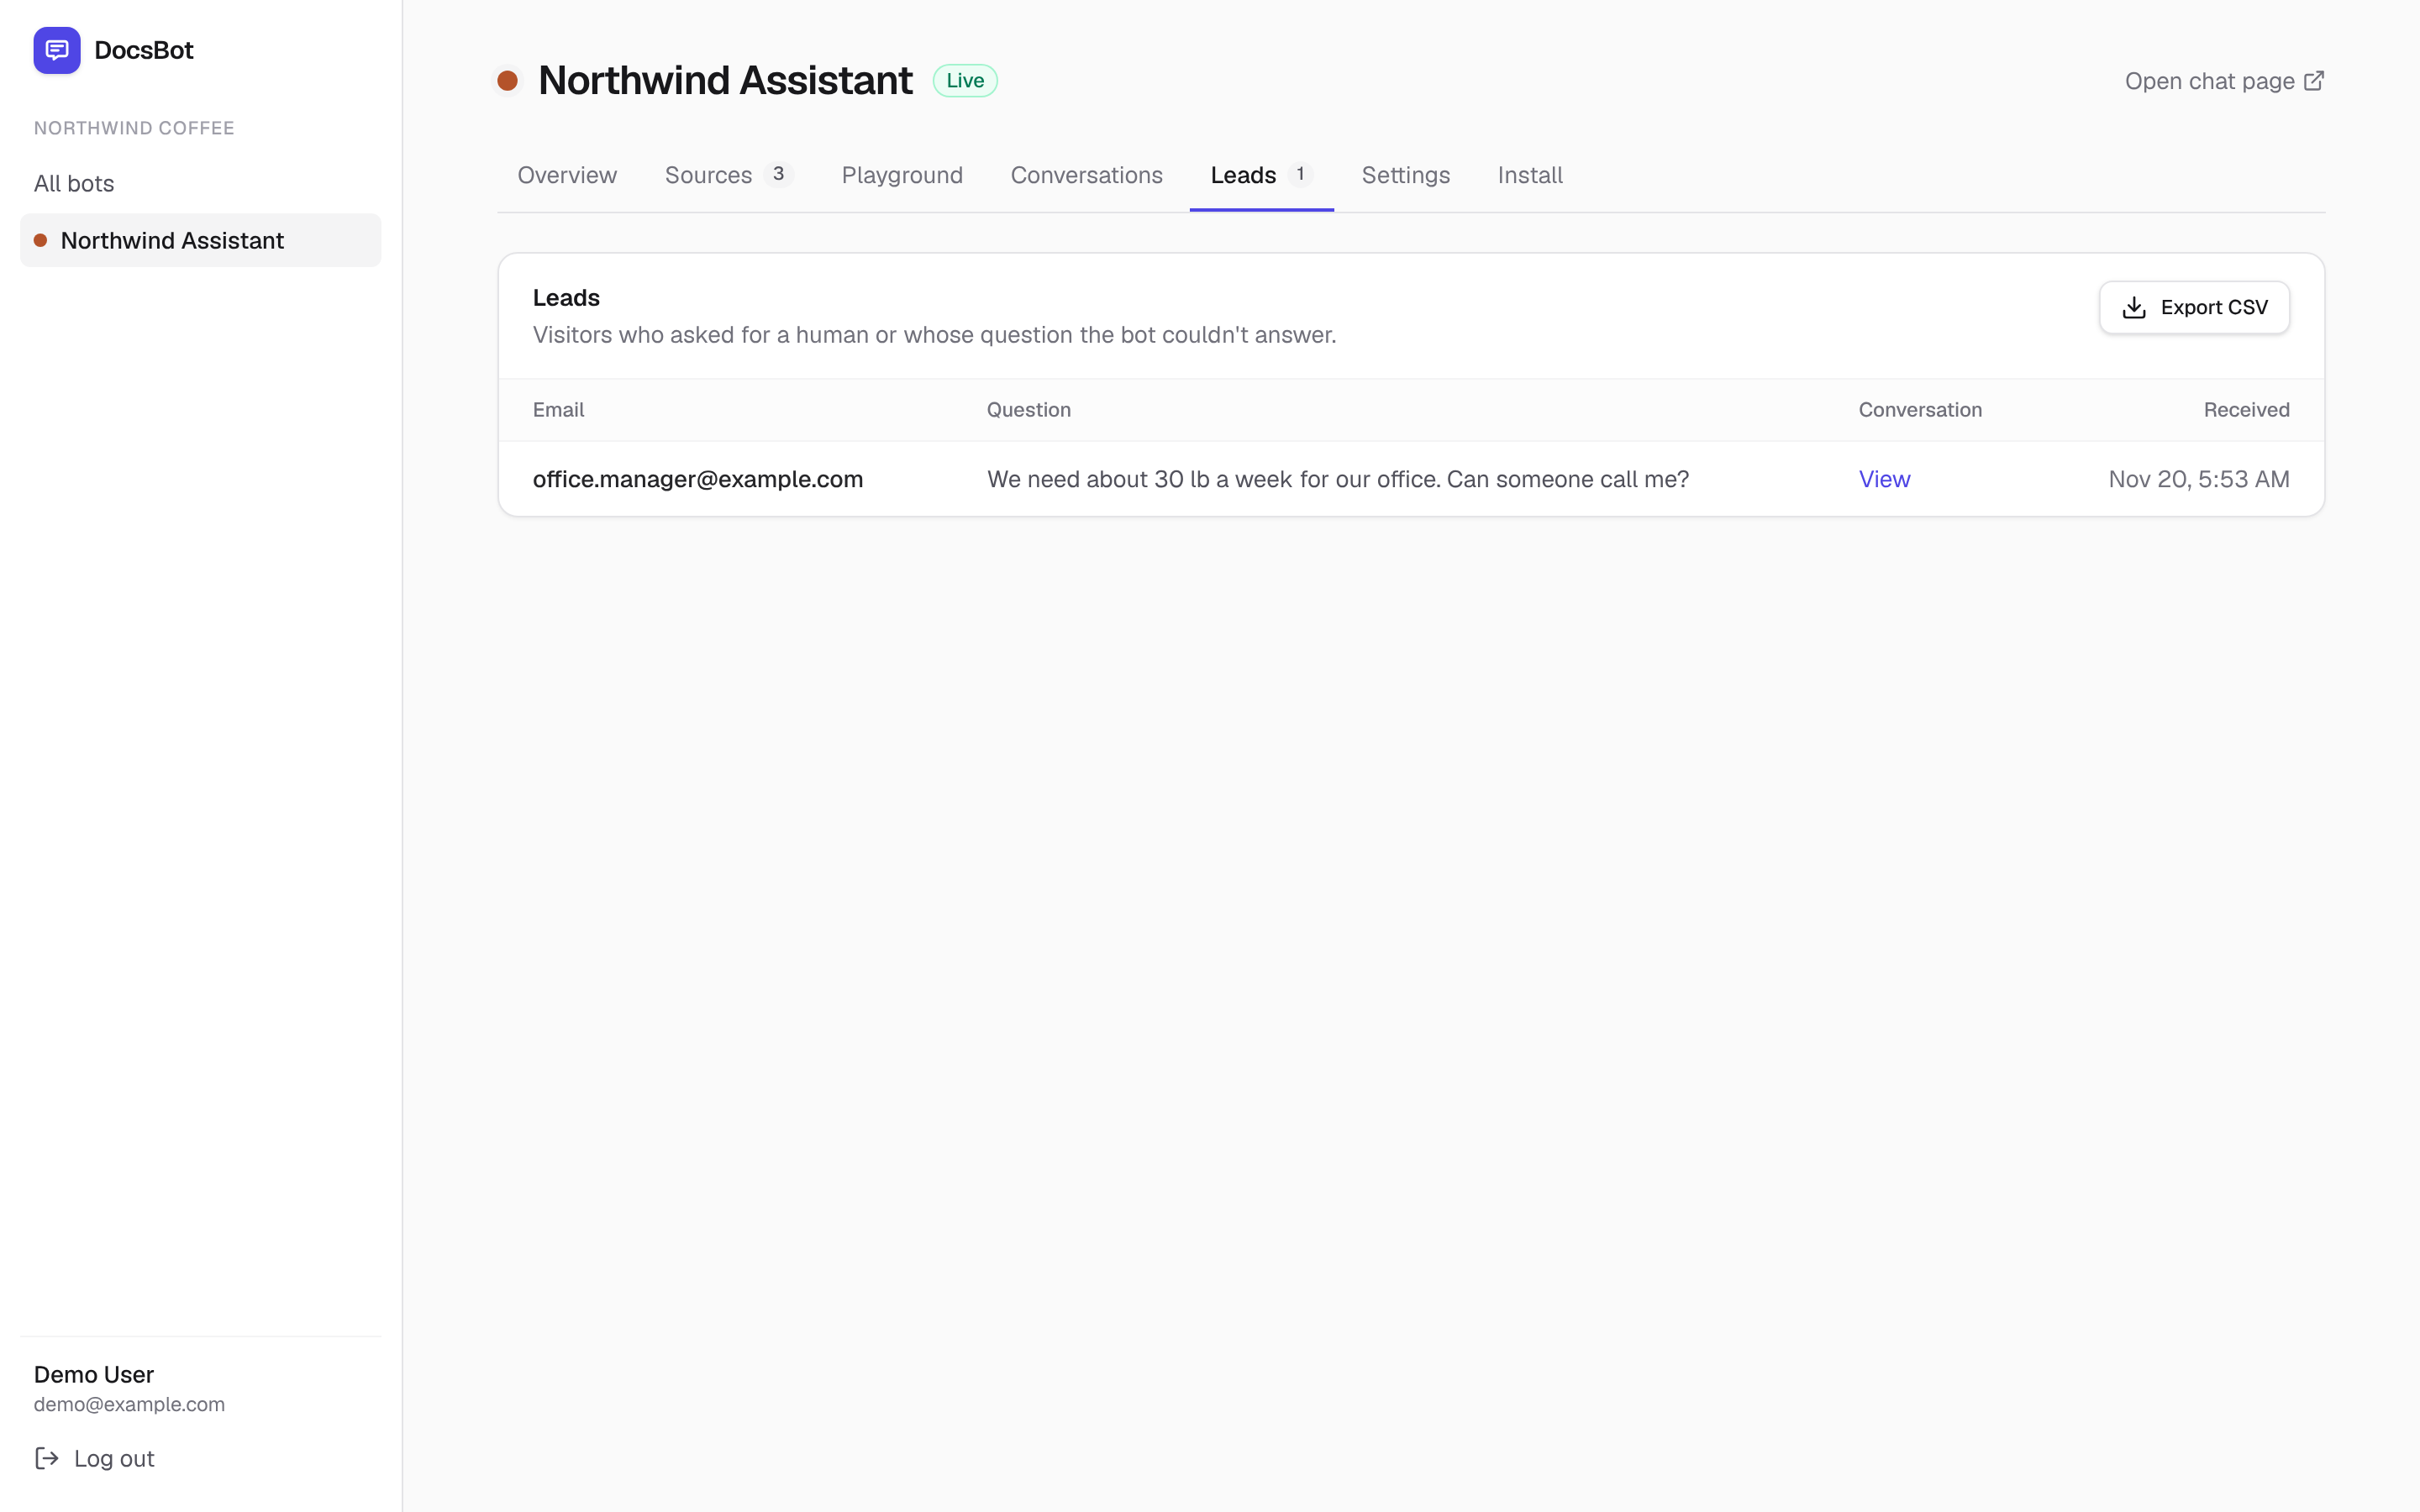 DocsBot
NORTHWIND COFFEE
All bots
Northwind Assistant
Demo User
demo@example.com
Log out
Northwind Assistant Live Open chat page
Overview Sources 3 Playground Conversations Leads 1 Settings Install
Leads
Visitors who asked for a human or whose question the bot couldn't answer.
Export CSV
Email Question Conversation Received
office.manager@example.com We need about 30 lb a week for our office. Can someone call me? View Nov 20, 5:53 AM